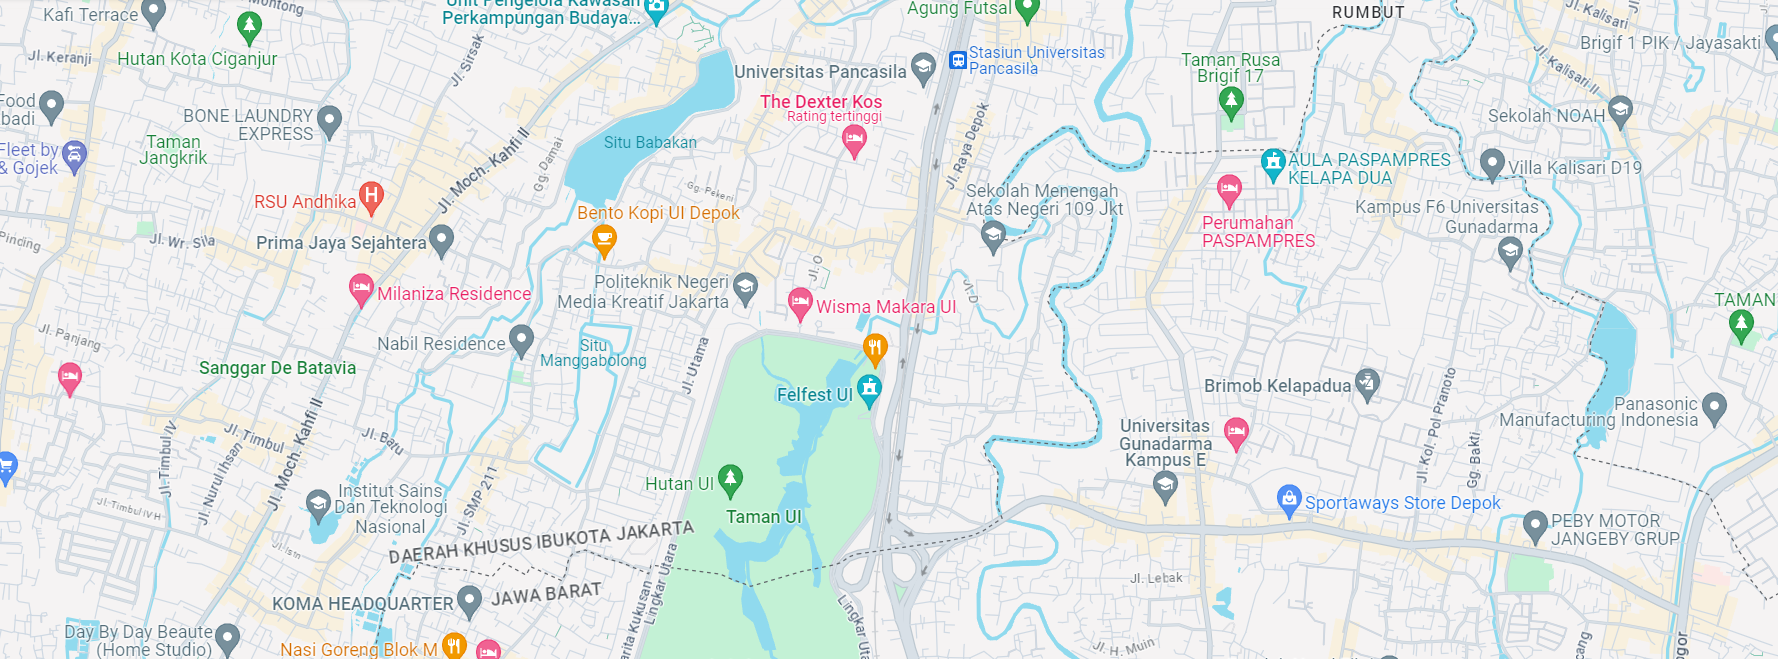 Kafi Terrace
Montong
Unit Pengelola Kawasan
Perkampungan Budaya...
Agung Futsal
RUMBUT
Jl. Kalisari
Brigif 1 PIK / Jayasakti
Jl. Keranji
Hutan Kota Ciganjur
Jl. Sirsak
Universitas Pancasila
Stasiun Universitas
Pancasila
Taman Rusa
Brigif 17
Jl. Kalisari II
Food
badi
BONE LAUNDRY
EXPRESS
The Dexter Kos
Rating tertinggi
Sekolah NOAH
Taman
Jangkrik
Fleet by
& Gojek
Situ Babakan
Jl. Moch. Kahfi II
Gg. Damai
Jl. Raya Depok
AULA PASPAMPRES
KELAPA DUA
Villa Kalisari D19
RSU Andhika
Gg. Pekeni
Sekolah Menengah
Atas Negeri 109 Jkt
Perumahan
PASPAMPRES
Kampus F6 Universitas
Gunadarma
Bento Kopi UI Depok
Pincing
Jl. Wr. Sila
Prima Jaya Sejahtera
Politeknik Negeri
Media Kreatif Jakarta
Jl. O
Jl. D
Milaniza Residence
Wisma Makara UI
TAMAN
Jl. Panjang
Nabil Residence
Situ
Manggabolong
Jl. Utama
Sanggar De Batavia
Felfest UI
Brimob Kelapadua
Jl. Kol. Pol Pranoto
Panasonic
Manufacturing Indonesia
Jl. Moch. Kahfi II
Jl. Timbul
Jl. Timbul IV
Jl. Batu
Universitas
Gunadarma
Kampus E
Gg. Bakti
Jl. Nurul Ihsan
Jl. SMP 211
Hutan UI
Taman UI
Jl-Timbul IV H
Institut Sains
Dan Teknologi
Nasional
Sportaways Store Depok
PEBY MOTOR
JANGEBY GRUP
Jl-Istn
DAERAH KHUSUS IBUKOTA JAKARTA
JAWA BARAT
Lingkar Utara
Jl. Lebak
KOMA HEADQUARTER
Day By Day Beaute
(Home Studio)
Nasi Goreng Blok M
arita Kukusan
Lingkar Uta
Jl. H. Muin
cang
ogor